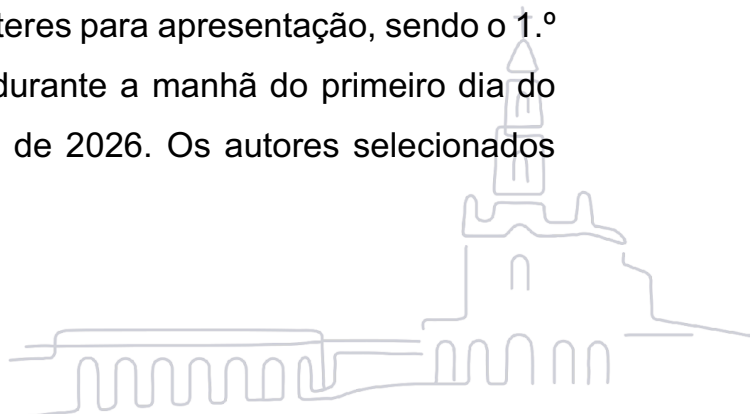 teres para apresentação, sendo o 1.º
durante a manhã do primeiro dia do
de 2026. Os autores selecionados